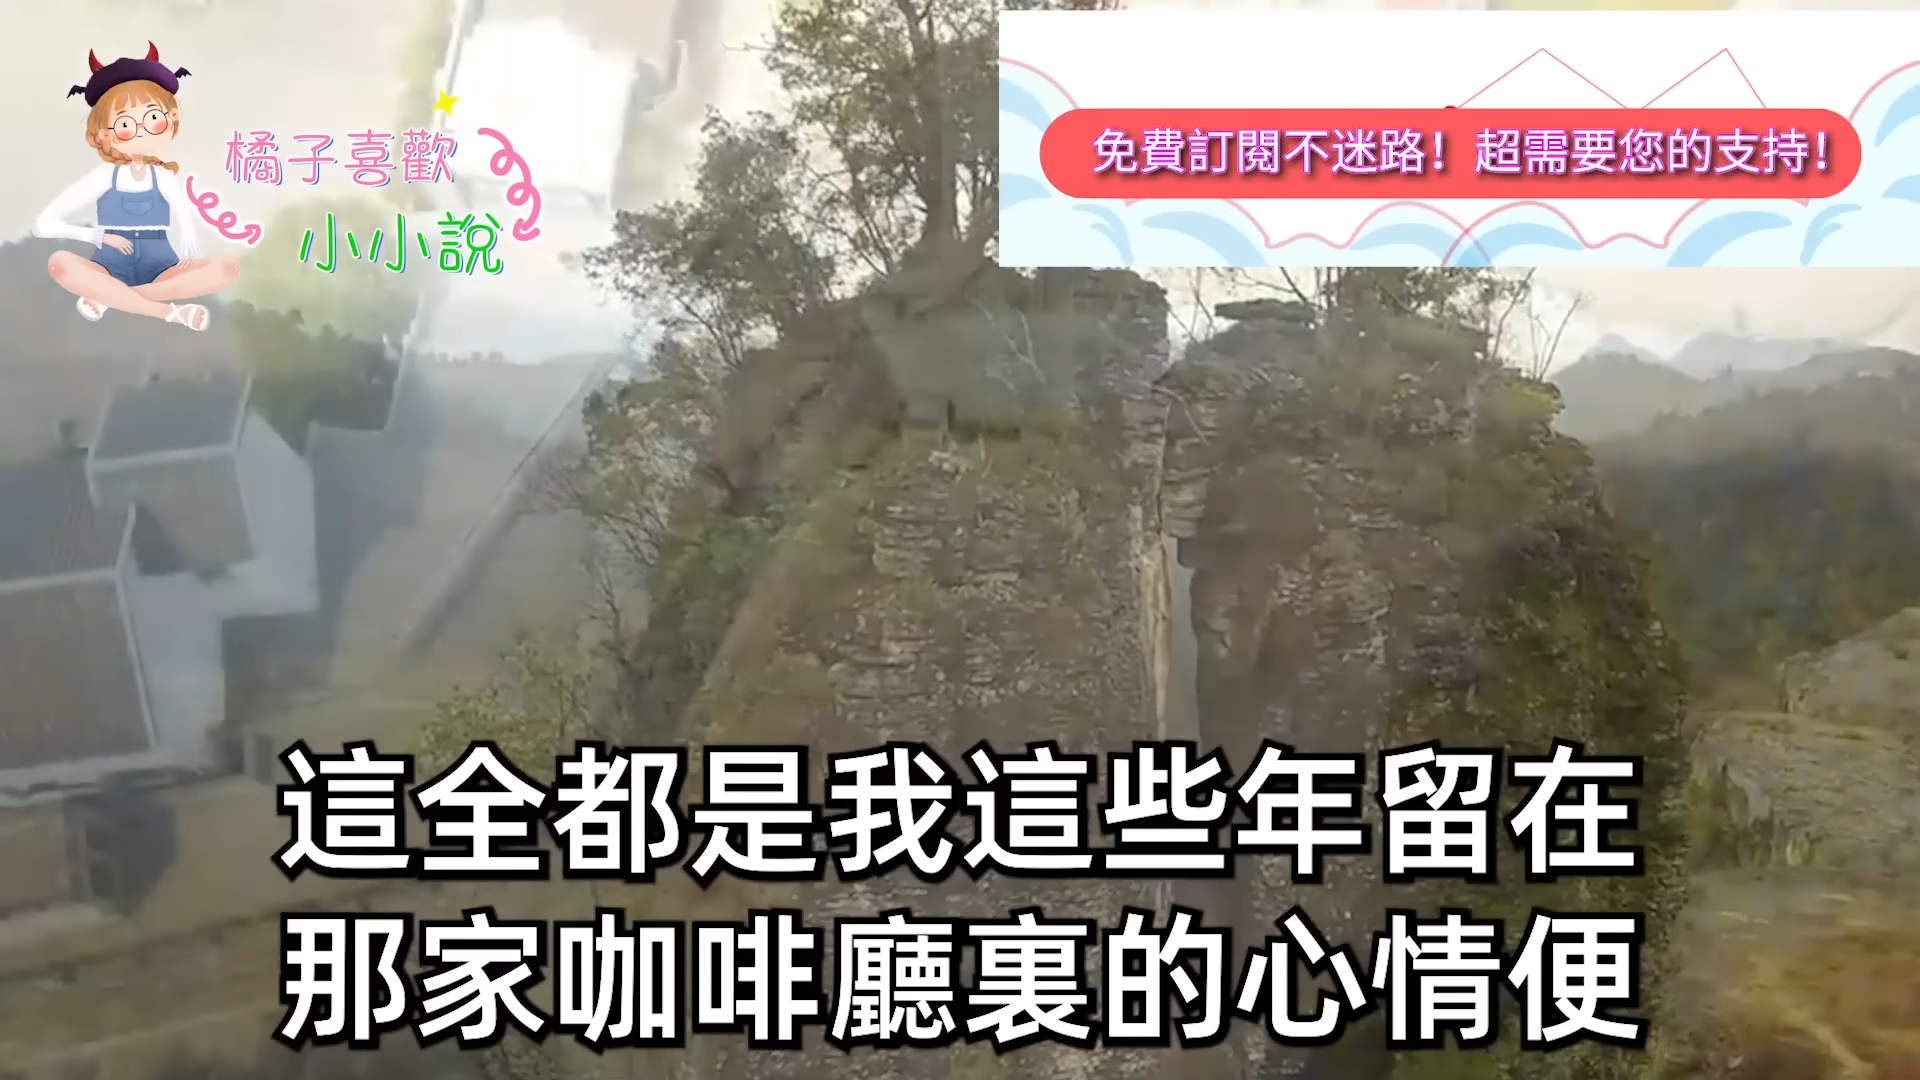 橘子喜歡
小小說
免費訂閱不迷路！超需要您的支持！
這全都是我這些年留在
那家咖啡廳裏的心情便